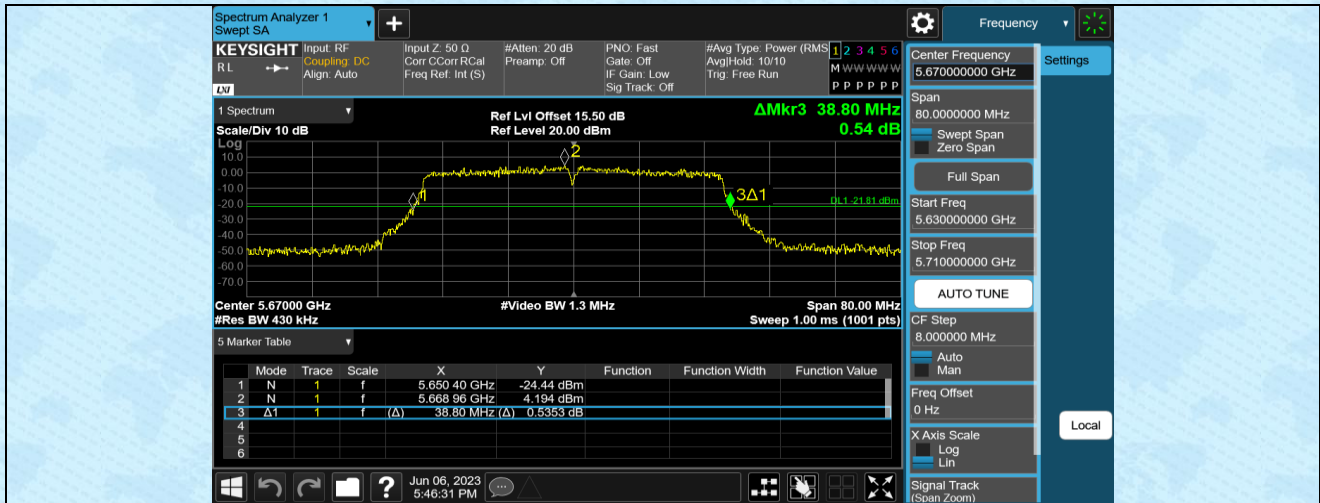 Spectrum Analyzer 1
Swept SA
Frequency
KEYSIGHT
RL
LXI
Input: RF
Coupling: DC
Align: Auto
Input Z: 50 Ω
Corr CCorr RCal
Freq Ref: Int (S)
#Atten: 20 dB
Preamp: Off
PNO: Fast
Gate: Off
IF Gain: Low
Sig Track: Off
#Avg Type: Power (RMS
Avg|Hold: 10/10
Trig: Free Run
1 2 3 4 5 6
M W W W W W
P P P P P P
1 Spectrum
Scale/Div 10 dB
Ref Lvl Offset 15.50 dB
Ref Level 20.00 dBm
ΔMkr3 38.80 MHz
0.54 dB
Log
10.0
0.00
-10.0
-20.0
-30.0
-40.0
-50.0
-60.0
-70.0
1
2
3Δ1
DL1 -21.81 dBm
Center 5.67000 GHz
#Video BW 1.3 MHz
Span 80.00 MHz
#Res BW 430 kHz
Sweep 1.00 ms (1001 pts)
5 Marker Table
Mode Trace Scale X Y Function Function Width Function Value
1 N 1 f 5.650 40 GHz -24.44 dBm
2 N 1 f 5.668 96 GHz 4.194 dBm
3 Δ1 1 f (Δ) 38.80 MHz (Δ) 0.5353 dB
4
5
6
?
Jun 06, 2023
5:46:31 PM
Center Frequency
5.670000000 GHz
Settings
Span
80.0000000 MHz
Swept Span
Zero Span
Full Span
Start Freq
5.630000000 GHz
Stop Freq
5.710000000 GHz
AUTO TUNE
CF Step
8.000000 MHz
Auto
Man
Freq Offset
0 Hz
X Axis Scale
Log
Lin
Local
Signal Track
(Span Zoom)